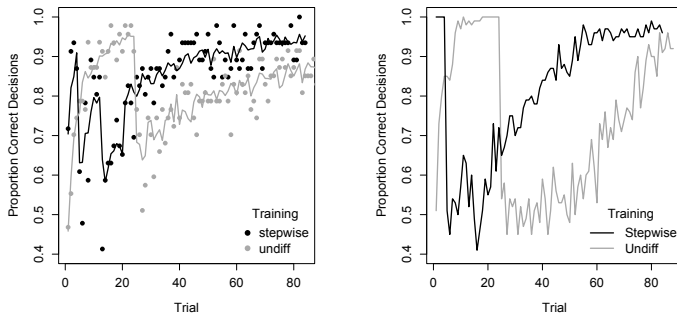 Proportion Correct Decisions
1.0
0.9
0.8
0.7
0.6
0.5
0.4
0 20 40 60 80
Trial
Training
stepwise
undiff
Proportion Correct Decisions
1.0
0.9
0.8
0.7
0.6
0.5
0.4
0 20 40 60 80
Trial
Training
Stepwise
Undiff